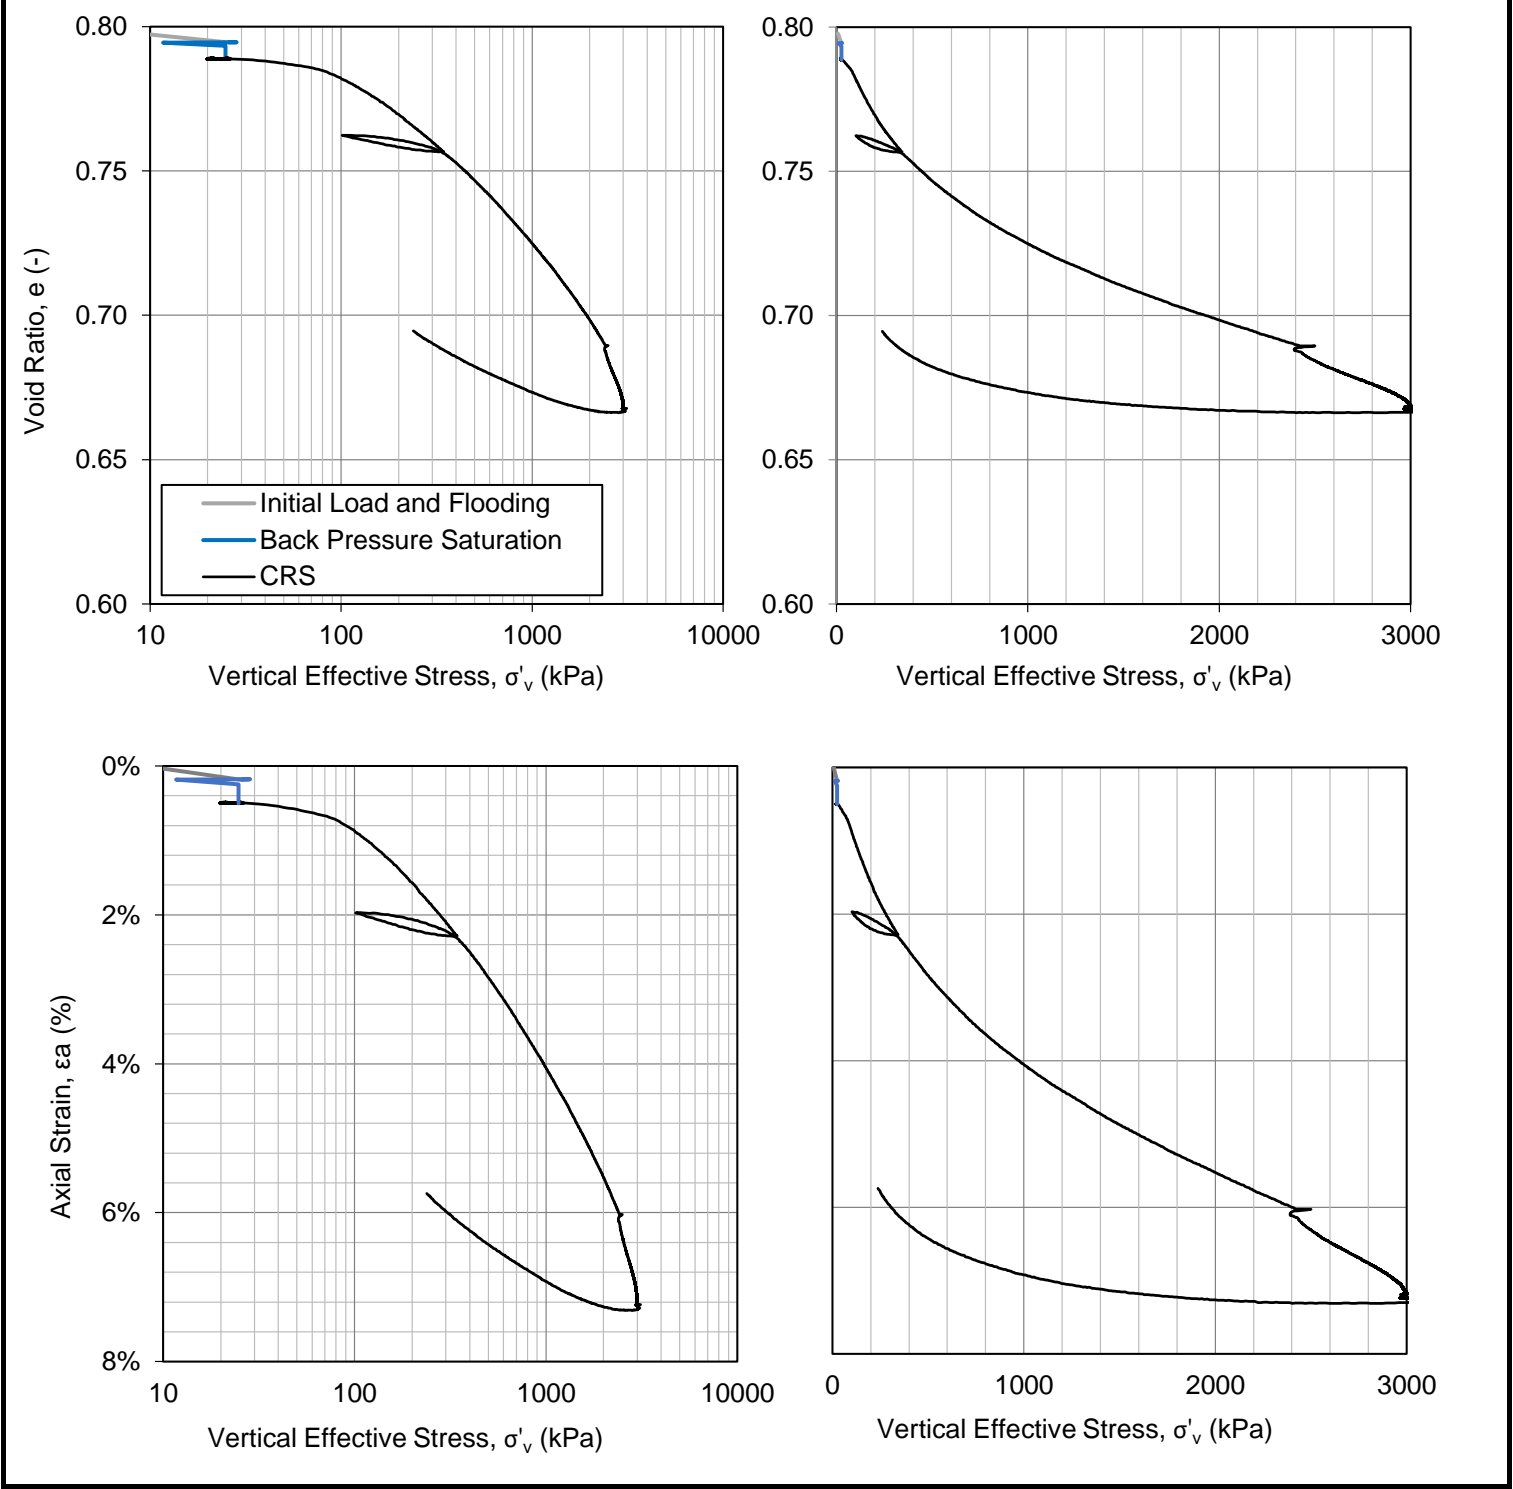 0.80
0.75
0.70
0.65
0.60
Void Ratio, e (-)
Initial Load and Flooding
Back Pressure Saturation
CRS
10 100 1000 10000
Vertical Effective Stress, σ'v (kPa)
0.80
0.75
0.70
0.65
0.60
0 1000 2000 3000
Vertical Effective Stress, σ'v (kPa)
0%
2%
4%
6%
8%
Axial Strain, εa (%)
10 100 1000 10000
Vertical Effective Stress, σ'v (kPa)
0 1000 2000 3000
Vertical Effective Stress, σ'v (kPa)